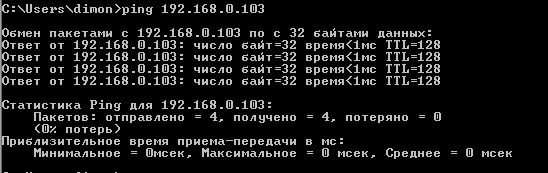 C:\Users\dimon>ping 192.168.0.103
Обмен пакетами с 192.168.0.103 по с 32 байтами данных:
Ответ от 192.168.0.103: число байт=32 время<1мс TTL=128
Ответ от 192.168.0.103: число байт=32 время<1мс TTL=128
Ответ от 192.168.0.103: число байт=32 время<1мс TTL=128
Ответ от 192.168.0.103: число байт=32 время<1мс TTL=128
Статистика Ping для 192.168.0.103:
Пакетов: отправлено = 4, получено = 4, потеряно = 0
(0% потерь)
Приблизительное время приема-передачи в мс:
Минимальное = 0мсек, Максимальное = 0 мсек, Среднее = 0 мсек